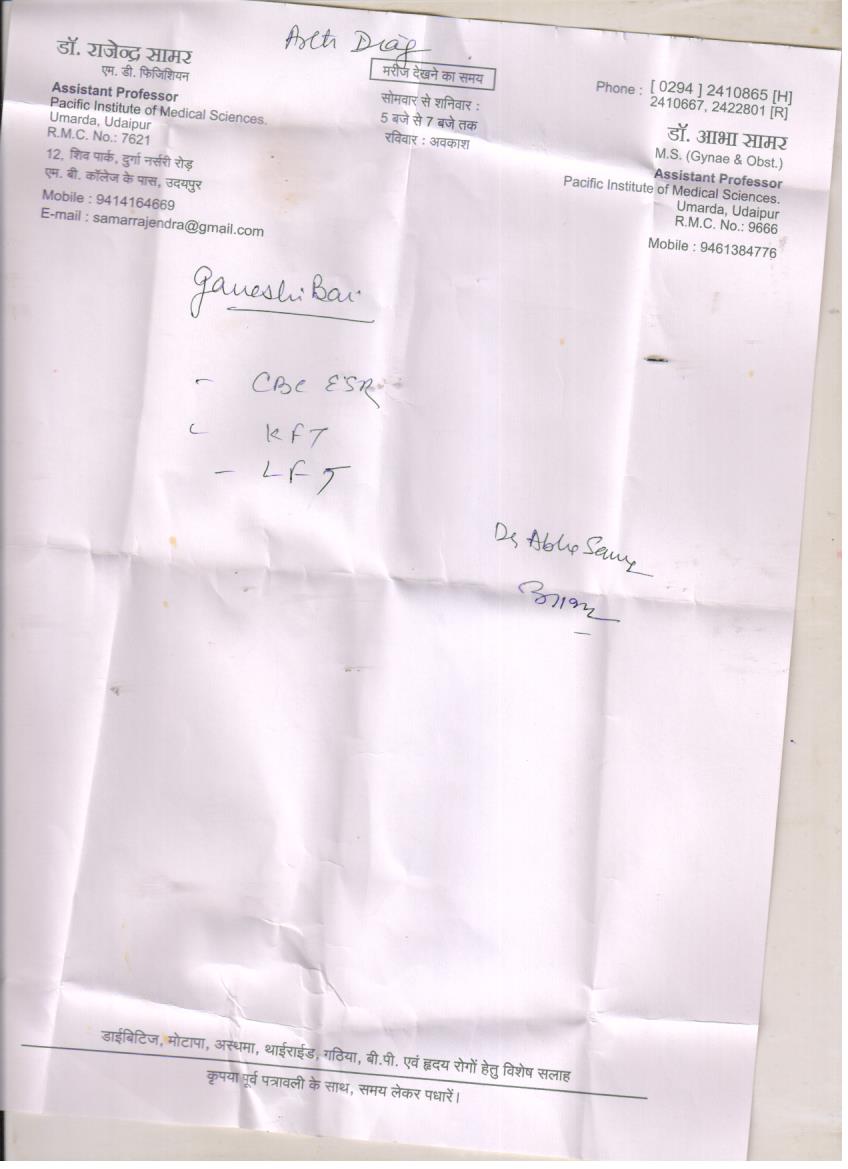 Arth Diag
डॉ. राजेन्द्र सामर
एम. डी. फिजिशियन
Assistant Professor
Pacific Institute of Medical Sciences.
Umarda, Udaipur
R.M.C. No.: 7621
12, शिव पार्क, दुर्गा नर्सरी रोड़
एम. बी. कॉलेज के पास, उदयपुर
Mobile : 9414164669
E-mail : samarrajendra@gmail.com
मरीज देखने का समय
सोमवार से शनिवार :
5 बजे से 7 बजे तक
रविवार : अवकाश
Phone : [ 0294 ] 2410865 [H]
2410667, 2422801 [R]
डॉ. आभा सामर
M.S. (Gynae & Obst.)
Assistant Professor
Pacific Institute of Medical Sciences.
Umarda, Udaipur
R.M.C. No.: 9666
Mobile : 9461384776
Ganeshi Bai
- CBC ESR
- KFT
- LFT
Dr Abha Samar
डाईबिटिज, मोटापा, अस्थमा, थाईराईड, गठिया, बी.पी. एवं हृदय रोगों हेतु विशेष सलाह
कृपया पूर्व पत्रावली के साथ, समय लेकर पधारें।